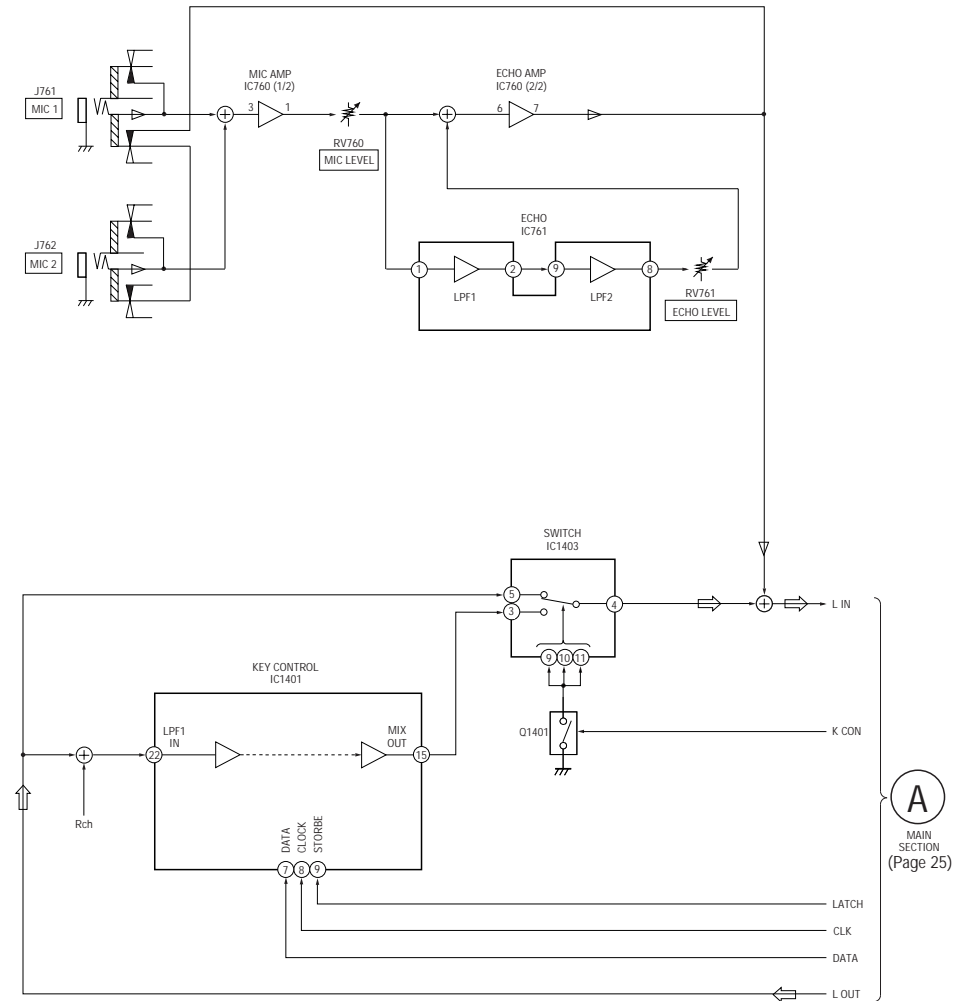 MIC AMP
IC760 (1/2)
ECHO AMP
IC760 (2/2)
J761
MIC 1
3
1
6
7
RV760
MIC LEVEL
J762
MIC 2
ECHO
IC761
1
2
9
8
LPF1
LPF2
RV761
ECHO LEVEL
SWITCH
IC1403
5
3
4
L IN
9
10
11
KEY CONTROL
IC1401
Q1401
K CON
LPF1
IN
MIX
OUT
22
15
A
MAIN
SECTION
(Page 25)
Rch
DATA
CLOCK
STORBE
7
8
9
LATCH
CLK
DATA
L OUT